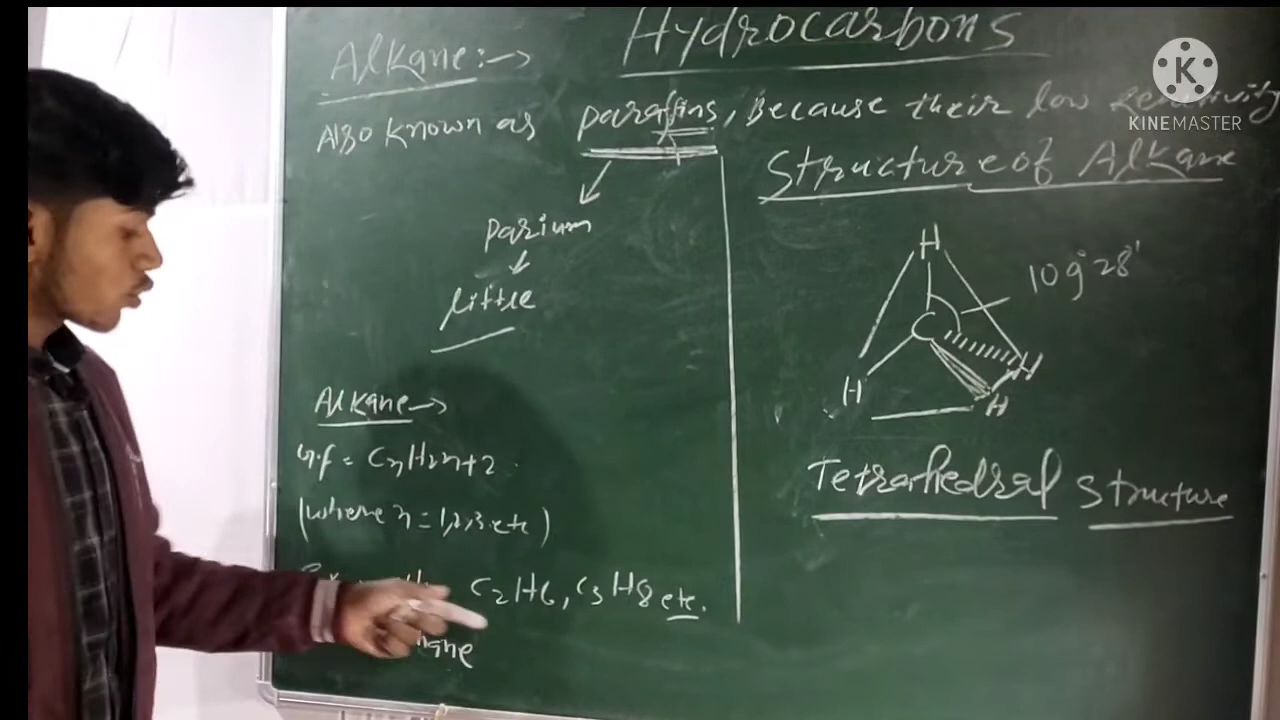 Hydrocarbons
Alkane:→
Also known as paraffins, Because their low
parium
little
Alkane→
G.f = CnH2n+2
(where n = 1,2,3 etc)
C2H6, C3H8 etc.
Structure of Alkane
H
109°28'
C
H
H
H
Tetrahedral structure
K
KINEMASTER